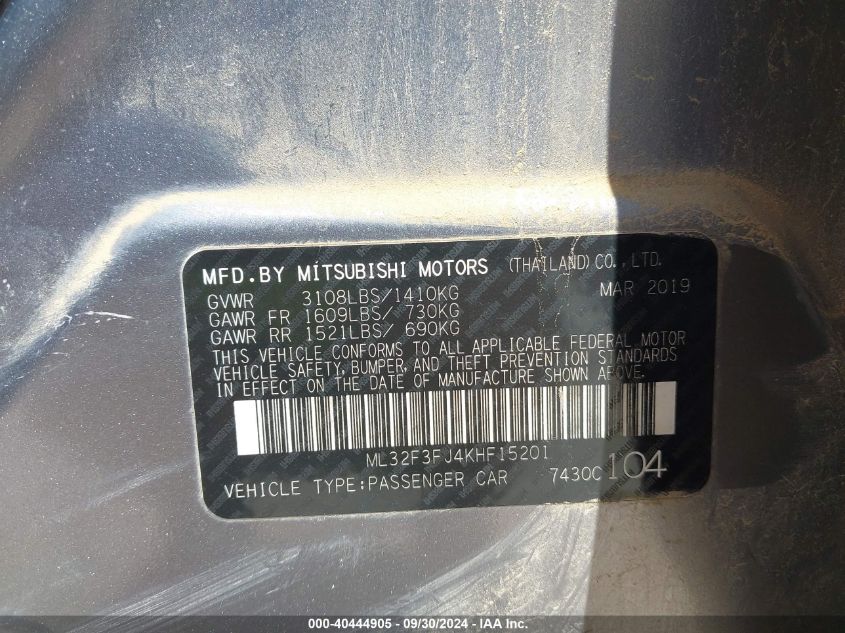 MFD.BY MITSUBISHI MOTORS (THAILAND) CO., LTD.
GVWR 3108LBS/1410KG MAR 2019
GAWR FR 1609LBS/ 730KG
GAWR RR 1521LBS/ 690KG
THIS VEHICLE CONFORMS TO ALL APPLICABLE FEDERAL MOTOR
VEHICLE SAFETY, BUMPER, AND THEFT PREVENTION STANDARDS
IN EFFECT ON THE DATE OF MANUFACTURE SHOWN ABOVE.
ML32F3FJ4KHF15201
VEHICLE TYPE:PASSENGER CAR 7430C 104
000-40444905 - 09/30/2024 - IAA Inc.